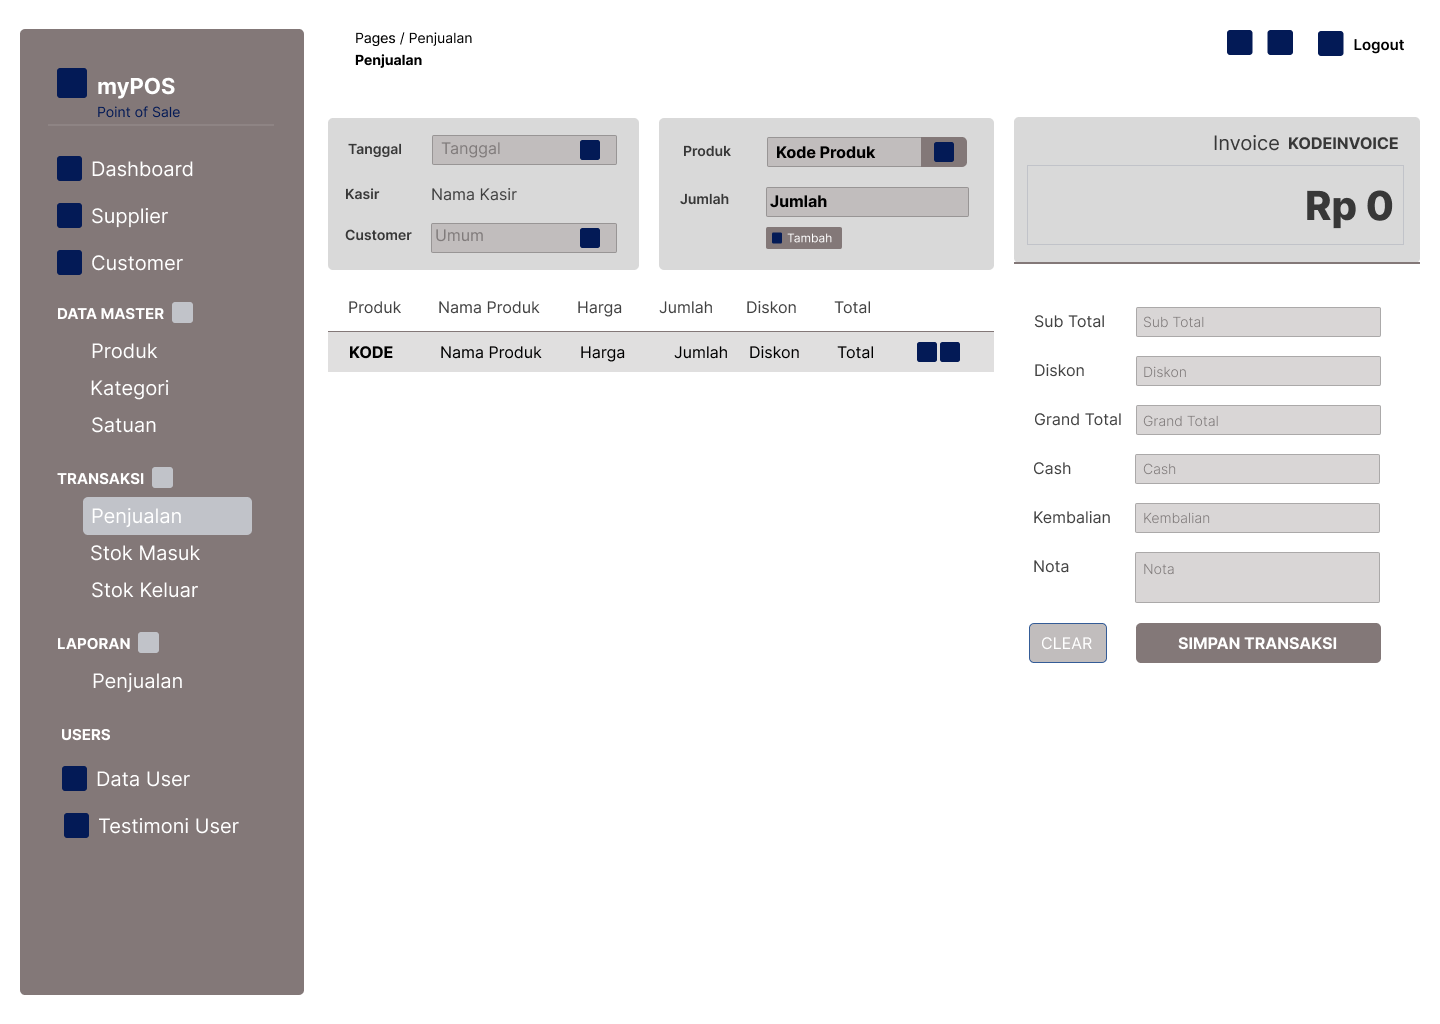 myPOS
Point of Sale
Dashboard
Supplier
Customer
DATA MASTER
Produk
Kategori
Satuan
TRANSAKSI
Penjualan
Stok Masuk
Stok Keluar
LAPORAN
Penjualan
USERS
Data User
Testimoni User
Pages / Penjualan
Penjualan
Logout
Tanggal Tanggal
Kasir Nama Kasir
Customer Umum
Produk Kode Produk
Jumlah Jumlah
Tambah
Invoice KODEINVOICE
Rp 0
Produk Nama Produk Harga Jumlah Diskon Total
KODE Nama Produk Harga Jumlah Diskon Total
Sub Total Sub Total
Diskon Diskon
Grand Total Grand Total
Cash Cash
Kembalian Kembalian
Nota Nota
CLEAR SIMPAN TRANSAKSI